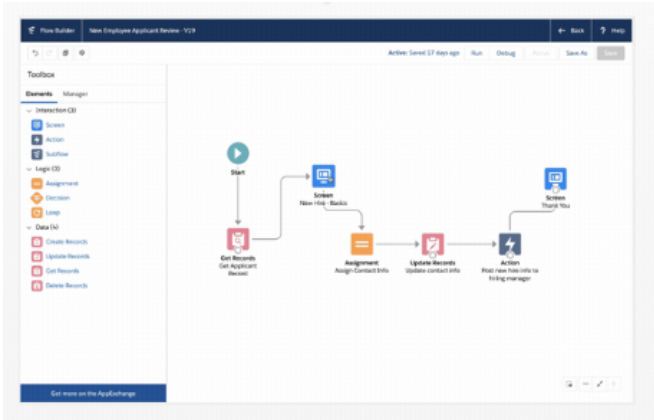 Flow Builder
New Employee Applicant Review - V19
Back
? Help
Active: Saved 17 days ago
Run
Debug
Save As
Save
Toolbox
Elements
Manager
Interaction (3)
Screen
Action
Subflow
Logic (3)
Assignment
Decision
Loop
Data (4)
Create Records
Update Records
Get Records
Delete Records
Get more on the AppExchange
Start
Screen
New Hire - Basics
Screen
Thank You
Get Records
Get Applicant
Record
Assignment
Assign Contact Info
Update Records
Update contact info
Action
Post new hire info to
hiring manager